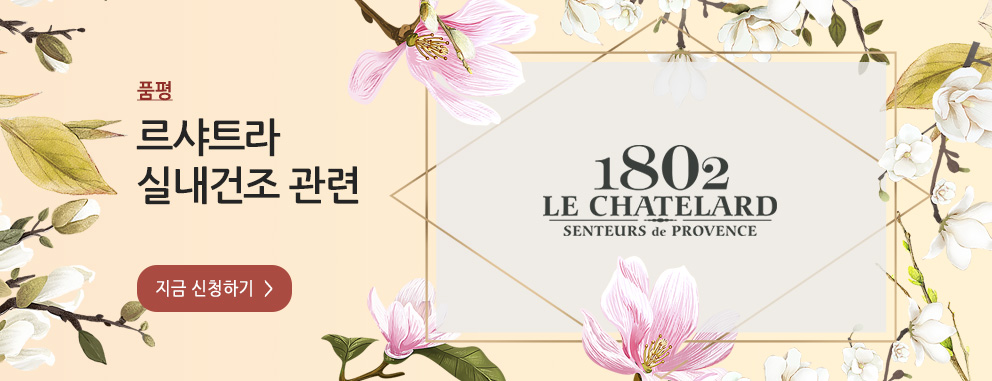 품평
르샤트라
실내건조 관련
지금 신청하기 >
1802
LE CHATELARD
SENTEURS de PROVENCE